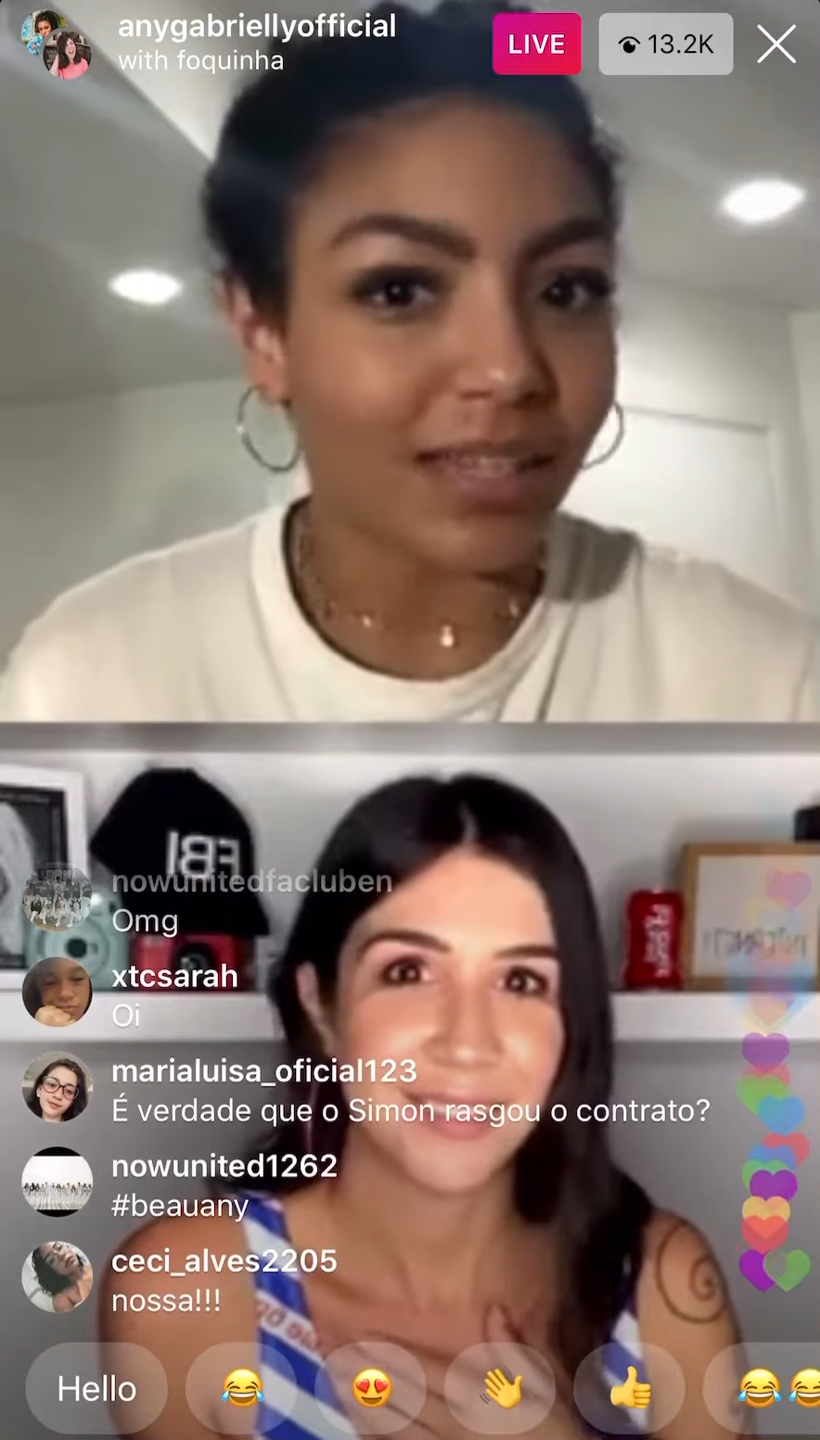 anygabriellyofficial
with foquinha
LIVE
13.2K
FBI
nowunitedfacluben
Omg
xtcsarah
Oi
marialuisa_oficial123
É verdade que o Simon rasgou o contrato?
nowunited1262
#beauany
ceci_alves2205
nossa!!!
Hello